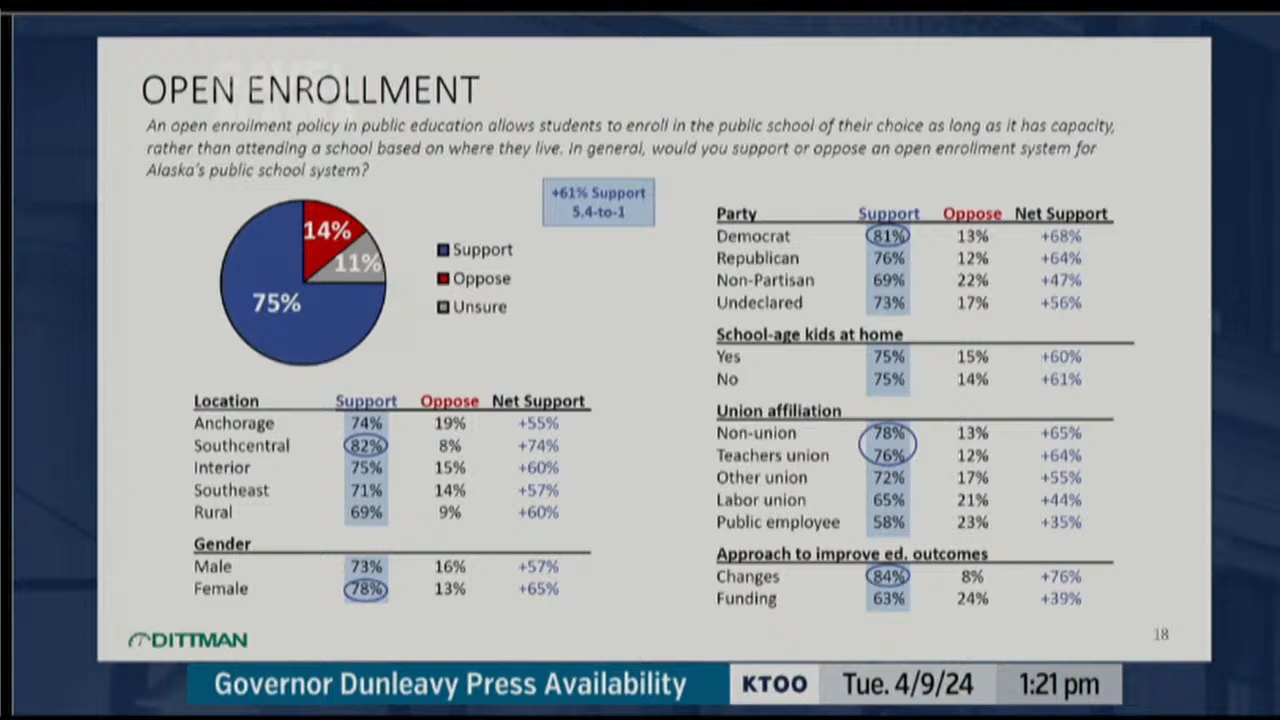 OPEN ENROLLMENT
An open enrollment policy in public education allows students to enroll in the public school of their choice as long as it has capacity,
rather than attending a school based on where they live. In general, would you support or oppose an open enrollment system for
Alaska's public school system?
+61% Support
5.4-to-1
14%
11%
75%
Support
Oppose
Unsure
Location Support Oppose Net Support
Anchorage 74% 19% +55%
Southcentral 82% 8% +74%
Interior 75% 15% +60%
Southeast 71% 14% +57%
Rural 69% 9% +60%
Gender
Male 73% 16% +57%
Female 78% 13% +65%
Party Support Oppose Net Support
Democrat 81% 13% +68%
Republican 76% 12% +64%
Non-Partisan 69% 22% +47%
Undeclared 73% 17% +56%
School-age kids at home
Yes 75% 15% +60%
No 75% 14% +61%
Union affiliation
Non-union 78% 13% +65%
Teachers union 76% 12% +64%
Other union 72% 17% +55%
Labor union 65% 21% +44%
Public employee 58% 23% +35%
Approach to improve ed. outcomes
Changes 84% 8% +76%
Funding 63% 24% +39%
DITTMAN
18
Governor Dunleavy Press Availability KTOO Tue. 4/9/24 1:21 pm